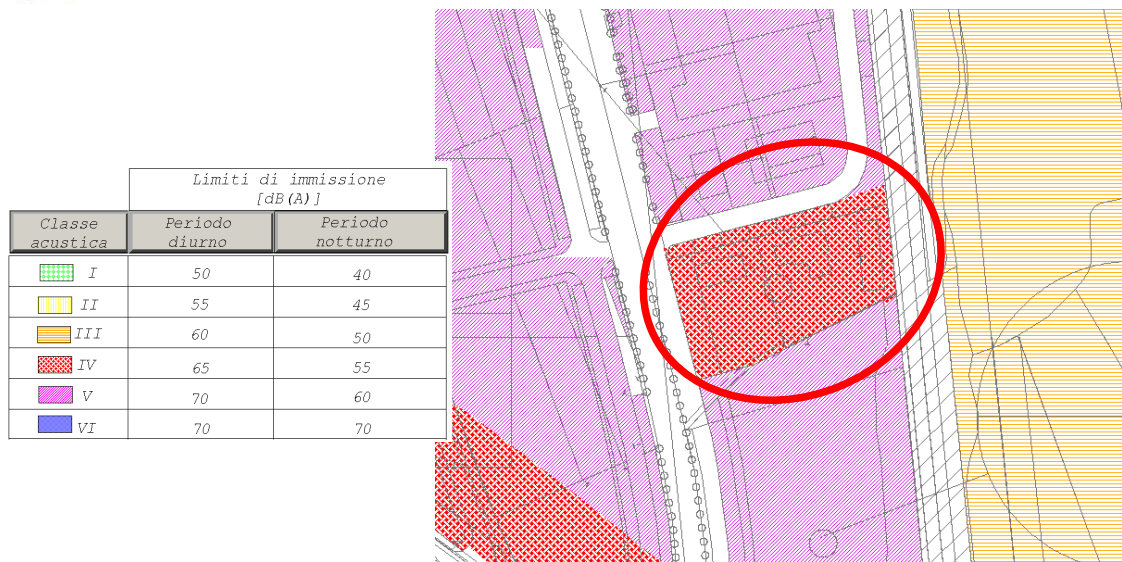 Limiti di immissione
[dB(A)]
Classe acustica Periodo diurno Periodo notturno
I 50 40
II 55 45
III 60 50
IV 65 55
V 70 60
VI 70 70